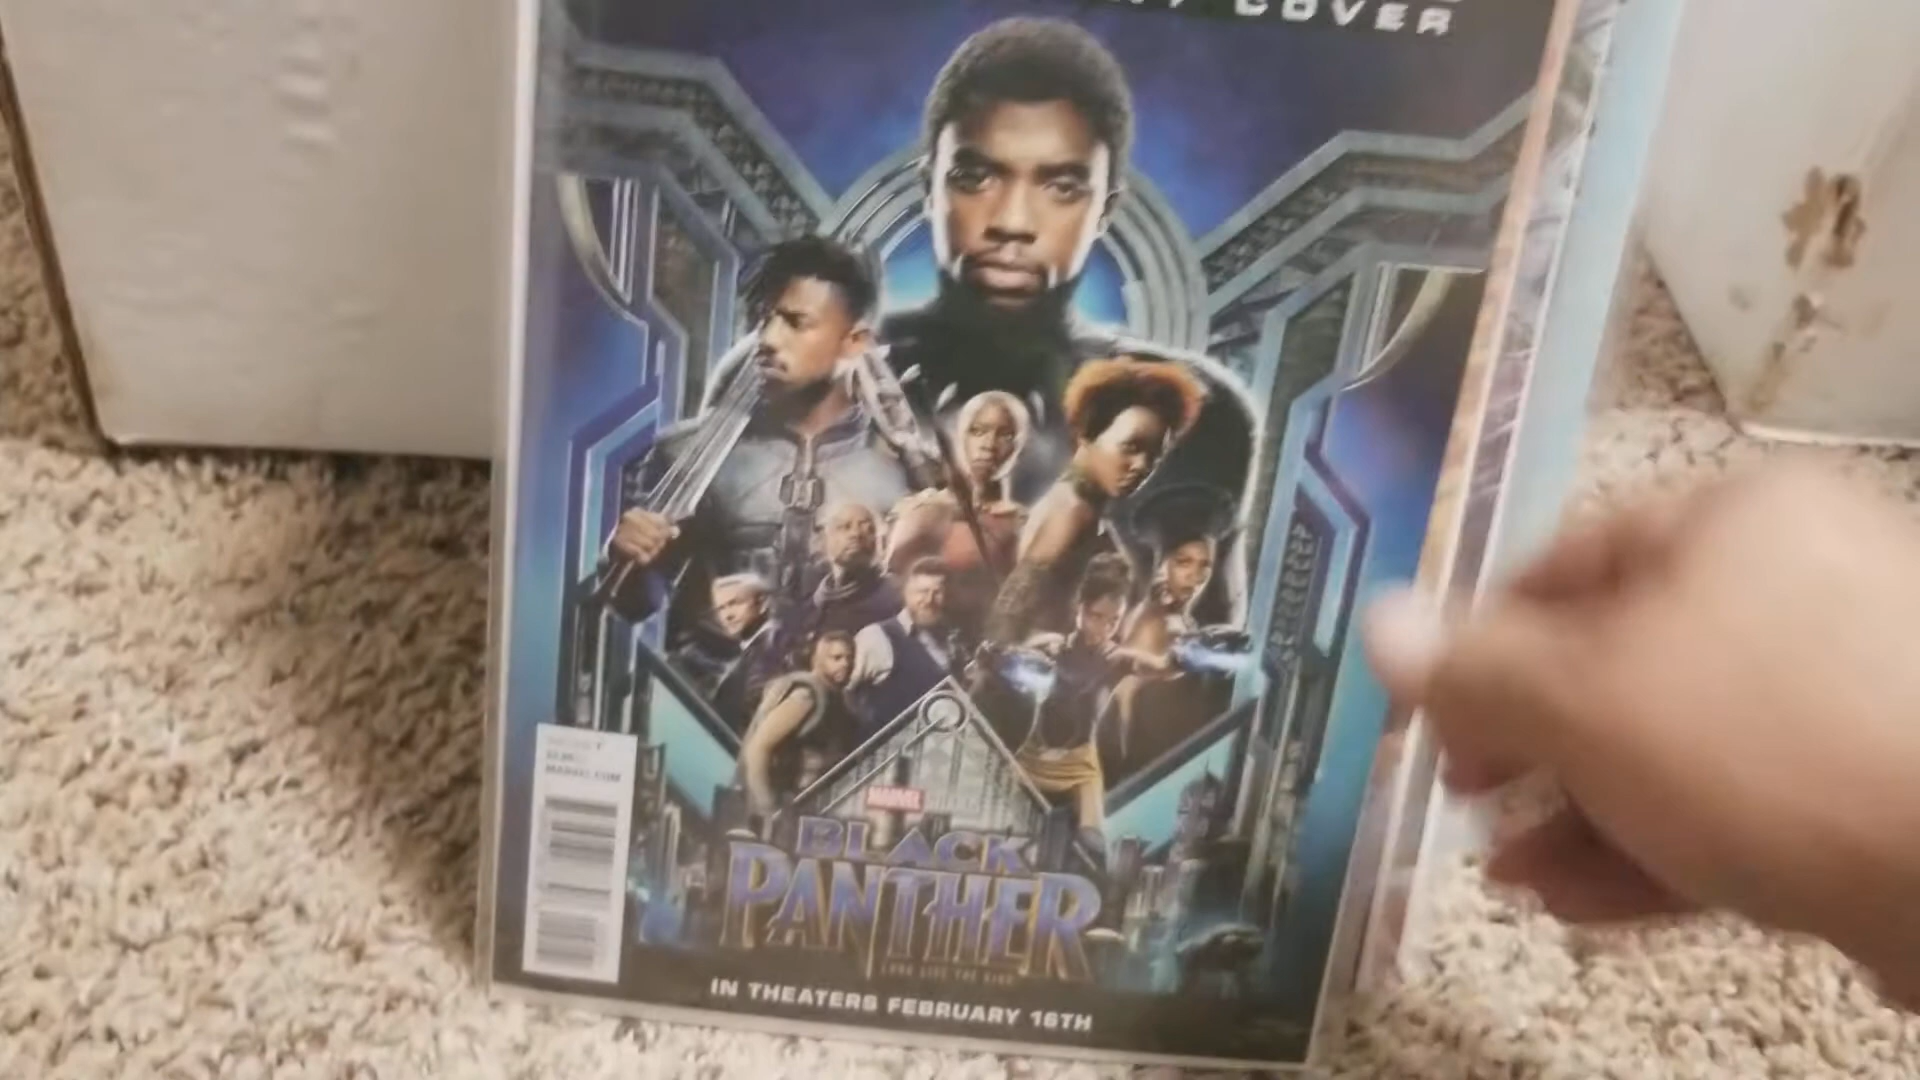 COVER
MARVEL.COM
MARVEL
BLACK
PANTHER
LONG LIVE THE KING
IN THEATERS FEBRUARY 16TH